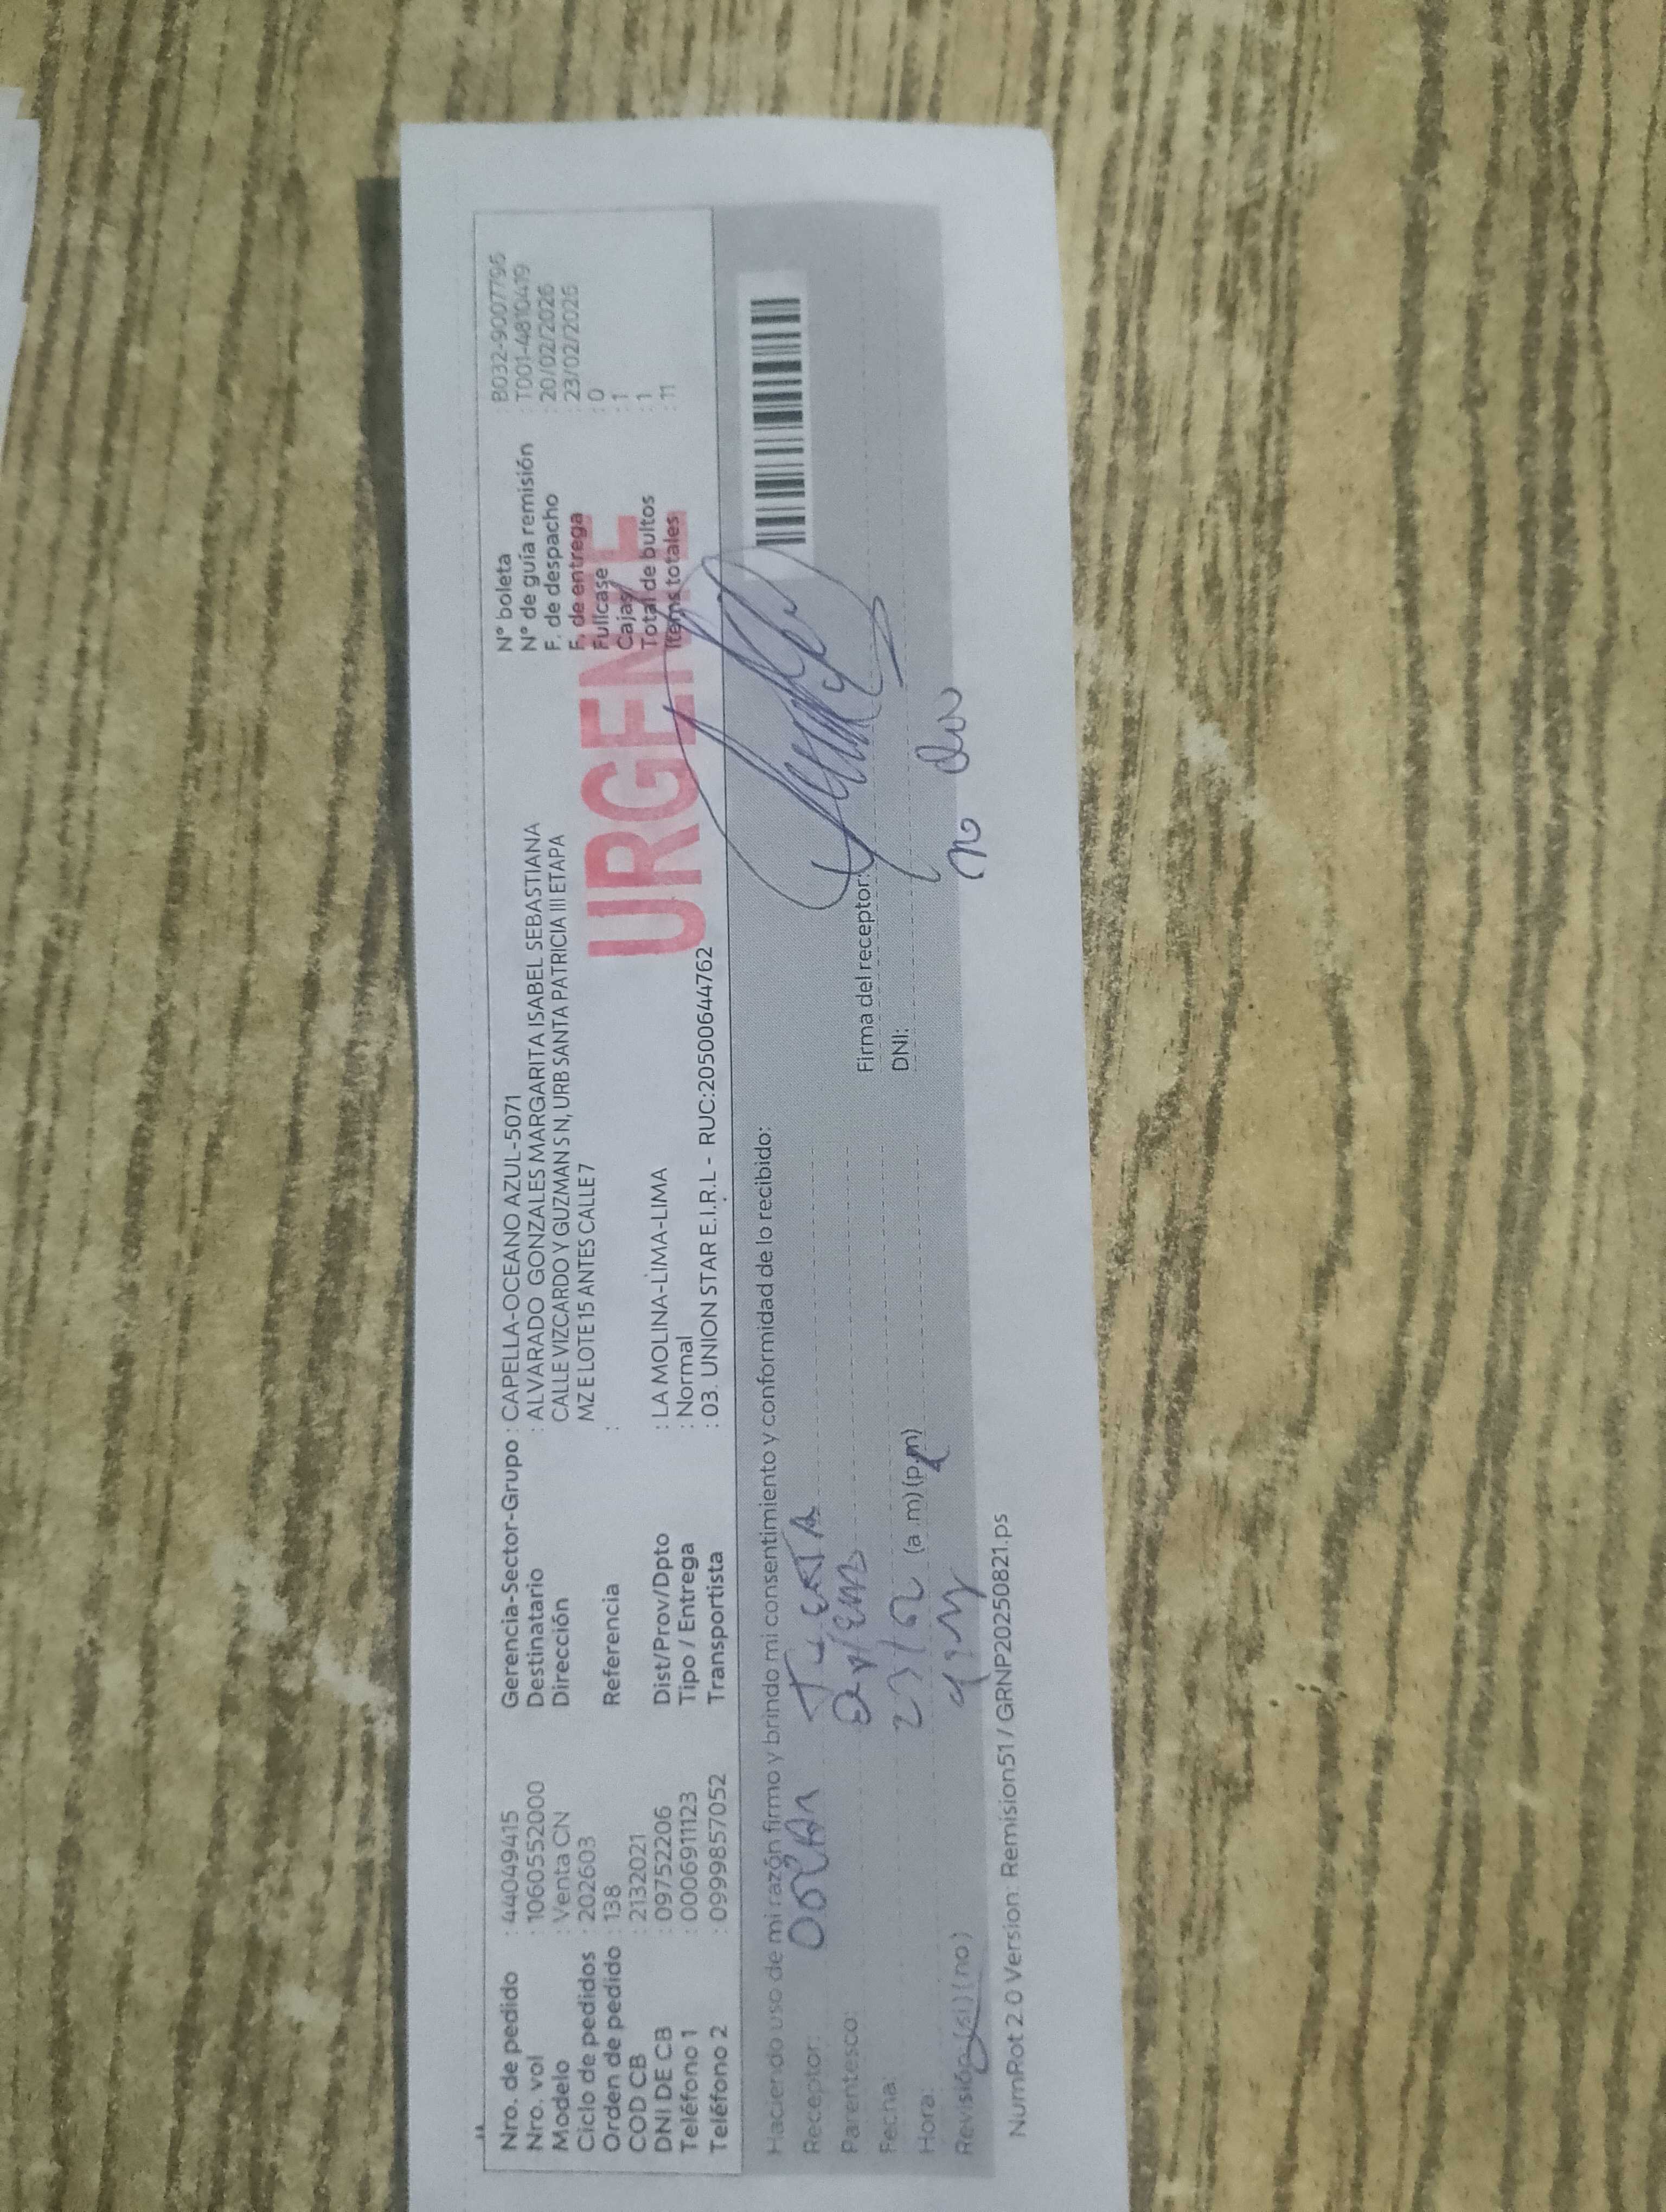 Nro. de pedido : 44049415 Gerencia-Sector-Grupo : CAPELLA-OCEANO AZUL-5071 N° boleta B032-9007796
Nro. vol : 1060552000 Destinatario : ALVARADO GONZALES MARGARITA ISABEL SEBASTIANA N° de guía remisión : T001-4810419
Modelo : Venta CN Dirección CALLE VIZCARDO Y GUZMAN S N, URB SANTA PATRICIA III ETAPA F. de despacho : 20/02/2026
Ciclo de pedidos : 202603 MZ E LOTE 15 ANTES CALLE 7 F. de entrega : 23/02/2026
Orden de pedido : 138 Referencia : Fullcase : 0
COD CB : 2132021 Cajas : 1
DNI DE CB : 09752206 Dist/Prov/Dpto : LA MOLINA-LIMA-LIMA Total de bultos : 1
Teléfono 1 : 0006911123 Tipo / Entrega : Normal Items totales : 11
Teléfono 2 : 0999857052 Transportista : 03. UNION STAR E.I.R.L - RUC:20500644762
URGENTE
Haciendo uso de mi razón firmo y brindo mi consentimiento y conformidad de lo recibido:
Receptor:
Parentesco:
Firma del receptor:
Fecha: 23/02
DNI:
Hora: (a .m) (p.m)
Revisión (si) (no)
NumRot 2.0 Version: Remision51 / GRNP20250821.ps